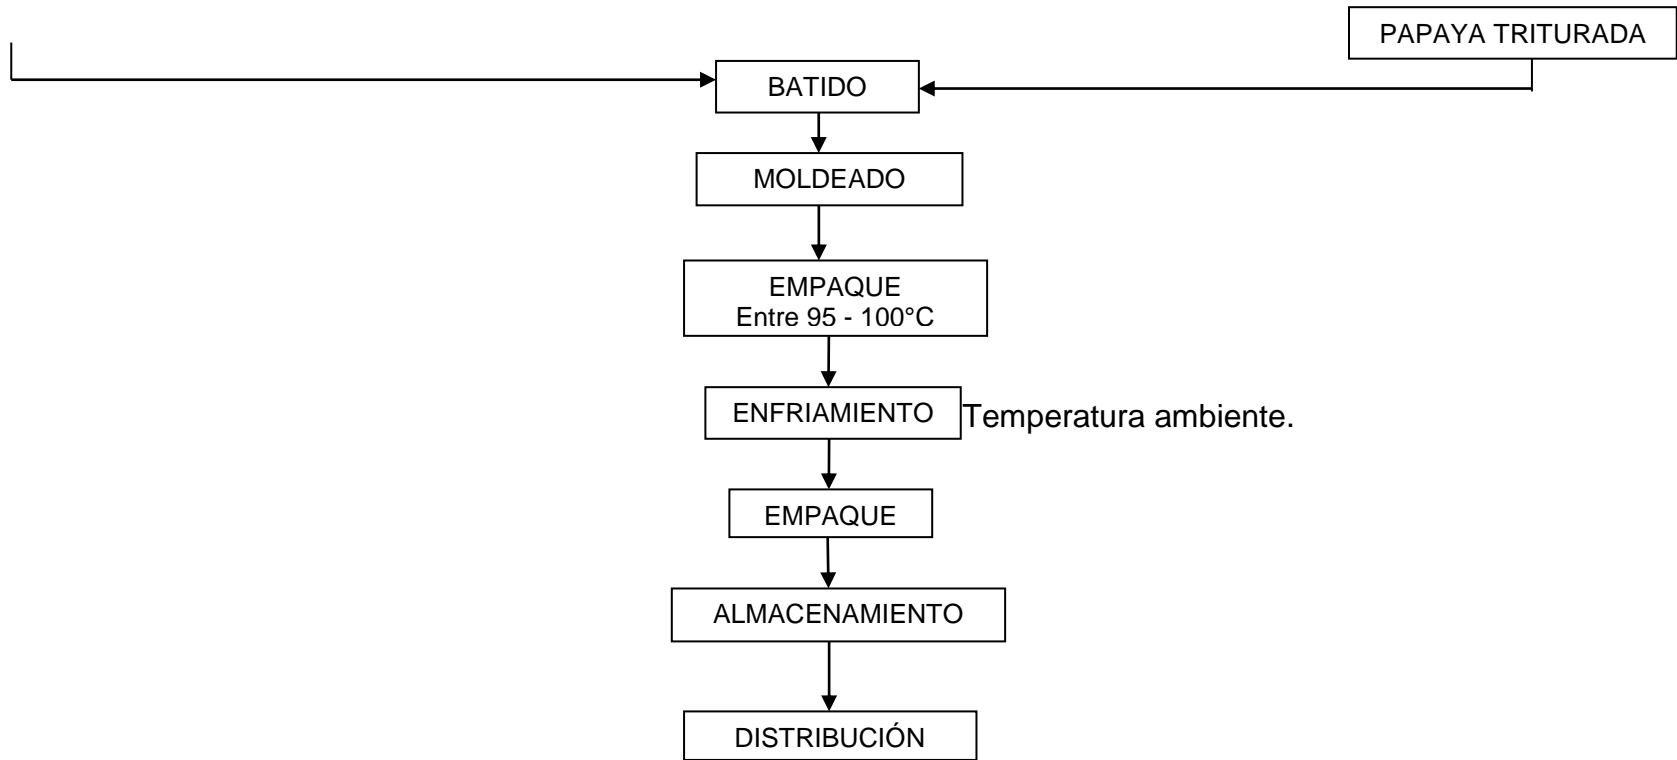 PAPAYA TRITURADA
BATIDO
MOLDEADO
EMPAQUE
Entre 95 - 100°C
ENFRIAMIENTO
Temperatura ambiente.
EMPAQUE
ALMACENAMIENTO
DISTRIBUCIÓN